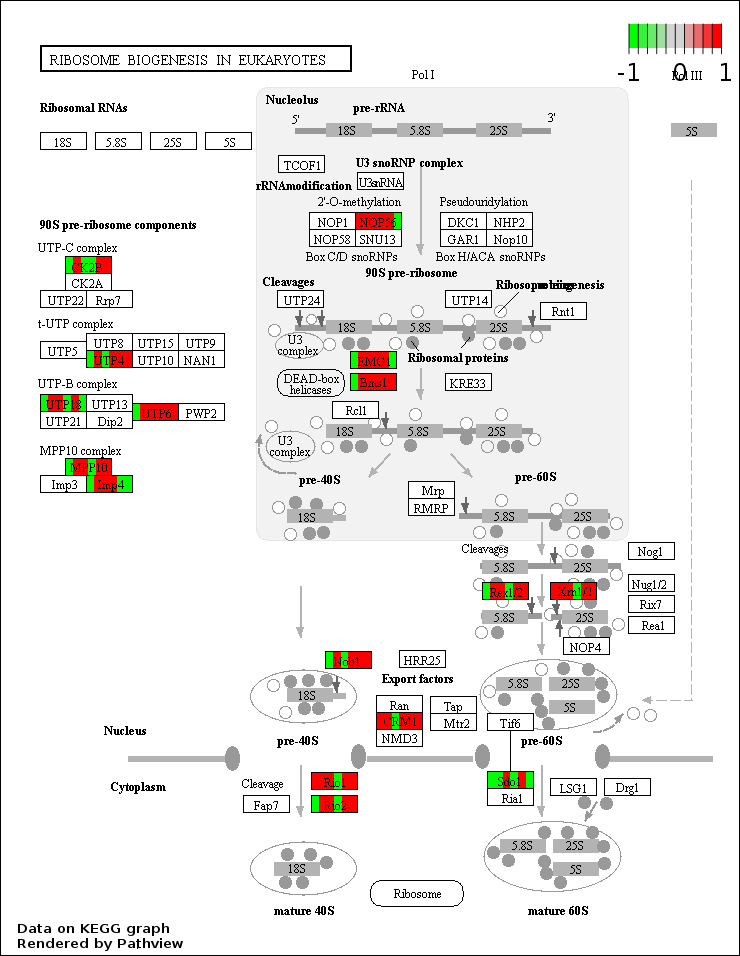 -1 0 1
RIBOSOME BIOGENESIS IN EUKARYOTES
Pol I
Pol III
Ribosomal RNAs
Nucleolus
pre-rRNA
5'
3'
18S 5.8S 25S
18S 5.8S 25S 5S
5S
TCOF1
U3 snoRNP complex
U3snRNA
rRNAmodification
2'-O-methylation
Pseudouridylation
NOP1 NOP56
NOP58 SNU13
DKC1 NHP2
GAR1 Nop10
Box C/D snoRNPs
Box H/ACA snoRNPs
90S pre-ribosome components
UTP-C complex
CK2B
CK2A
UTP22 Rrp7
t-UTP complex
UTP5
UTP8 UTP15 UTP9
UTP4 UTP10 NAN1
UTP-B complex
UTP18 UTP13
UTP21 Dip2
UTP6 PWP2
MPP10 complex
MPP10
Imp3 Imp4
90S pre-ribosome
Cleavages
UTP24
UTP14
Rnt1
18S 5.8S 25S
U3
complex
Ribosomal proteins
EMG1
Bms1
DEAD-box
helicases
KRE33
Rcl1
18S 5.8S 25S
U3
complex
pre-40S
pre-60S
Mrp
RMRP
18S
5.8S 25S
Cleavages
Nog1
5.8S 25S
Nug1/2
Rex1/2
Xrn1/2
Rix7
5.8S 25S
Rea1
NOP4
Nob1
HRR25
Export factors
18S
5.8S 25S
5S
Ran
CRM1
NMD3
Tap
Mtr2
Tif6
Nucleus
pre-40S
pre-60S
Cytoplasm
Cleavage
Rio1
Fap7
Rio2
Sdo1
Ria1
LSG1
Drg1
18S
5.8S 25S
5S
Ribosome
mature 40S
mature 60S
Data on KEGG graph
Rendered by Pathview